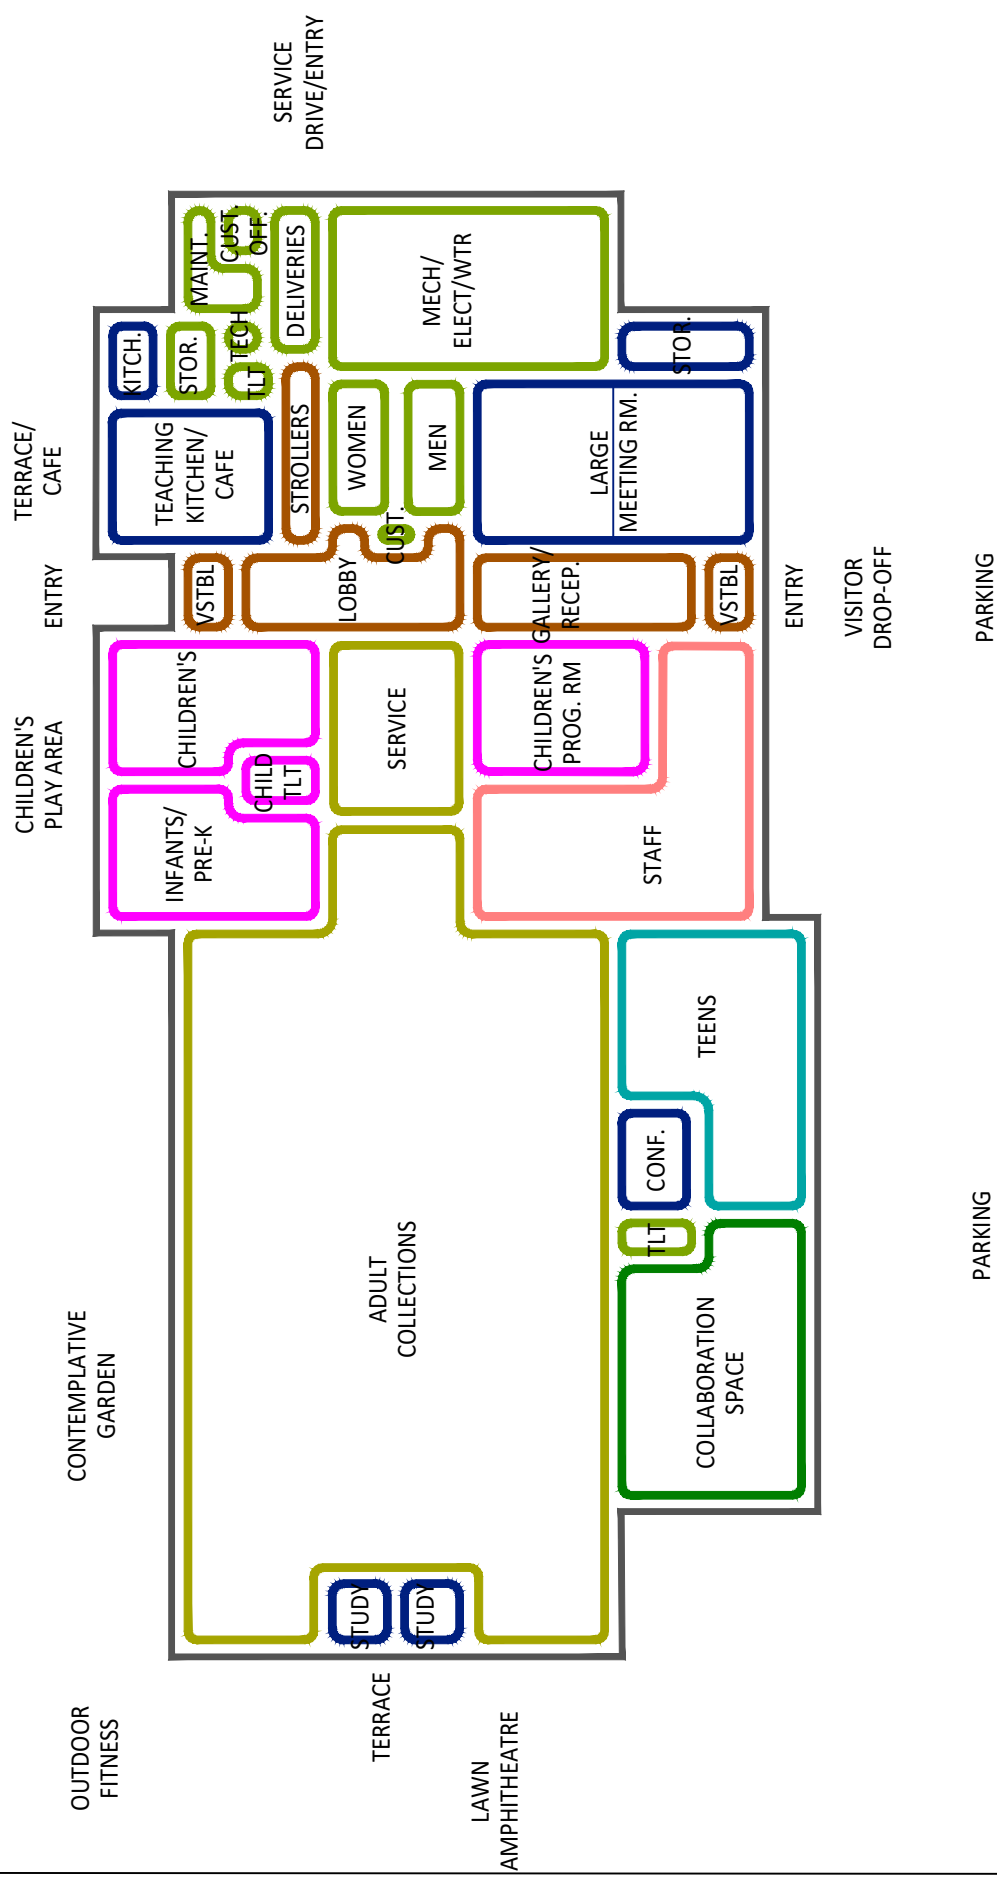 SERVICE
DRIVE/ENTRY
MAINT.
CUST.
OFF.
DELIVERIES
MECH/
ELECT/WTR
KITCH.
STOR.
TECH
TLT
STOR.
TERRACE/
CAFE
TEACHING
KITCHEN/
CAFE
STROLLERS
WOMEN
MEN
LARGE
MEETING RM.
CUST.
ENTRY
VSTBL
LOBBY
GALLERY/
RECEP.
VSTBL
ENTRY
VISITOR
DROP-OFF
PARKING
CHILDREN'S
PLAY AREA
CHILDREN'S
CHILD
TLT
SERVICE
CHILDREN'S
PROG. RM
INFANTS/
PRE-K
STAFF
TEENS
CONF.
TLT
ADULT
COLLECTIONS
COLLABORATION
SPACE
PARKING
CONTEMPLATIVE
GARDEN
STUDY
STUDY
OUTDOOR
FITNESS
TERRACE
LAWN
AMPHITHEATRE